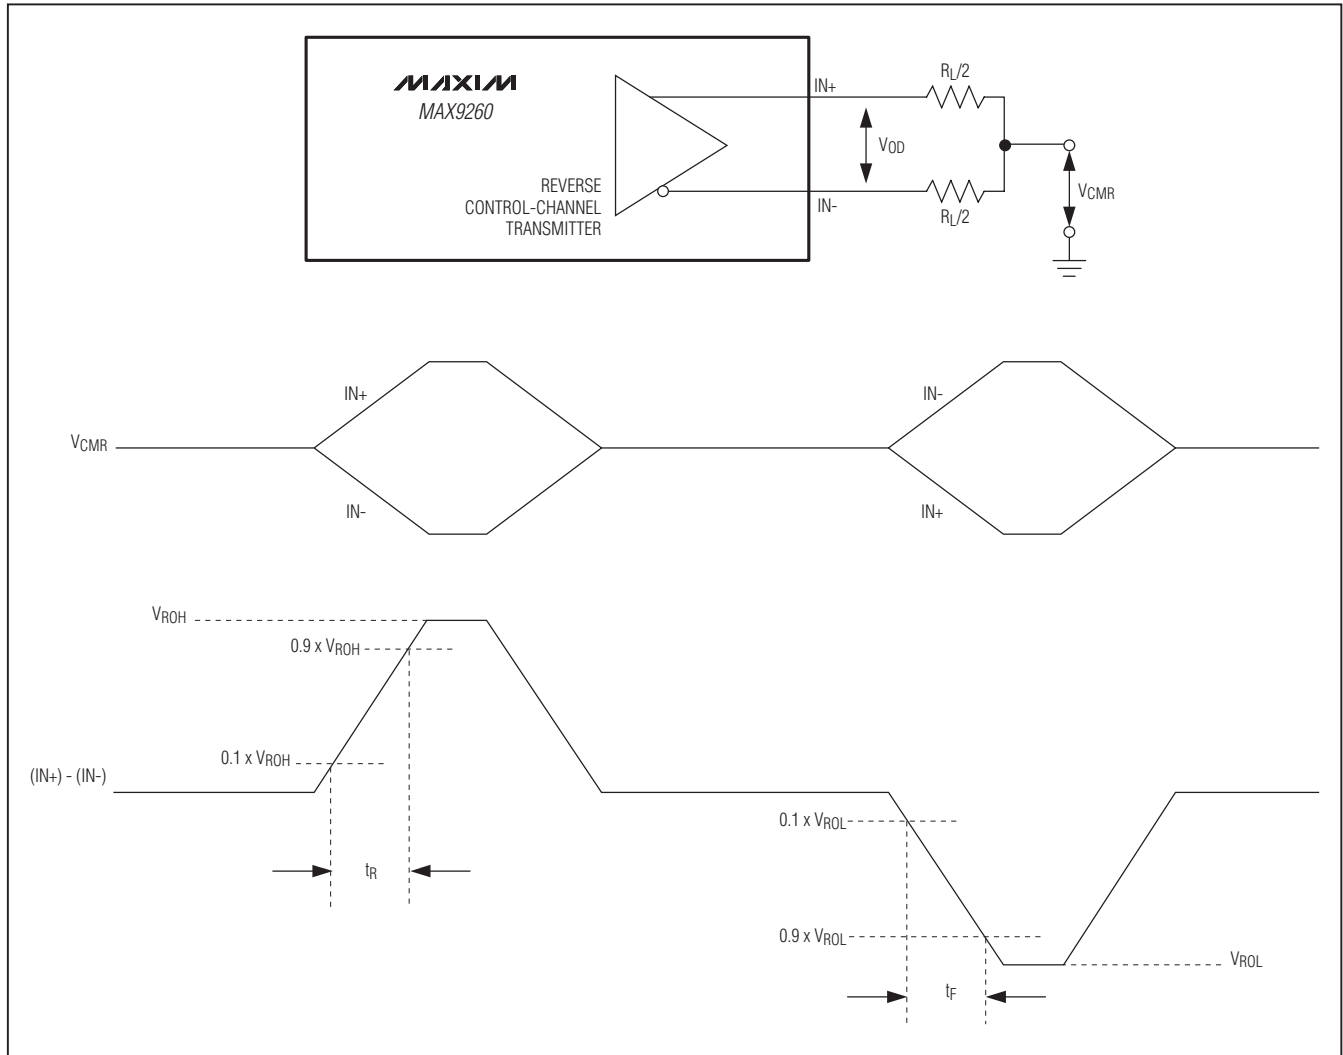 MAXIM
MAX9260
REVERSE
CONTROL-CHANNEL
TRANSMITTER
IN+
IN-
VOD
RL/2
RL/2
VCMR
VCMR
IN+
IN-
IN-
IN+
VROH
0.9 x VROH
0.1 x VROH
(IN+) - (IN-)
tR
0.1 x VROL
0.9 x VROL
VROL
tF